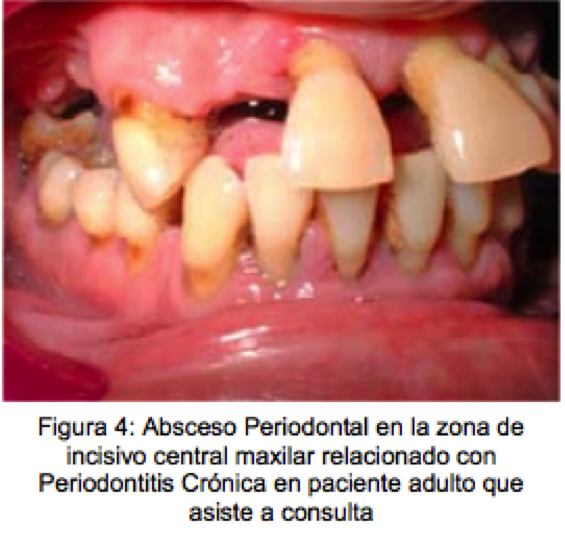 Figura 4: Absceso Periodontal en la zona de
incisivo central maxilar relacionado con
Periodontitis Crónica en paciente adulto que
asiste a consulta